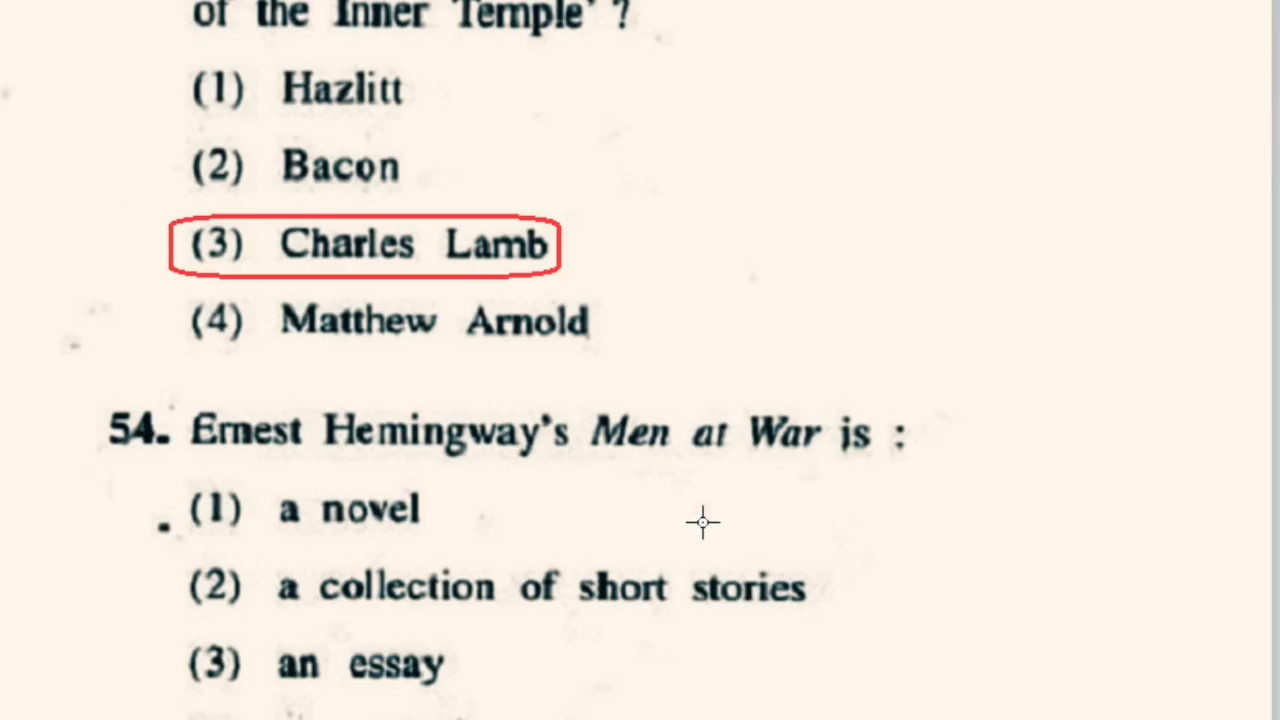 of the Inner Temple' ?
(1) Hazlitt
(2) Bacon
(3) Charles Lamb
(4) Matthew Arnold
54. Ernest Hemingway's Men at War is :
(1) a novel
(2) a collection of short stories
(3) an essay